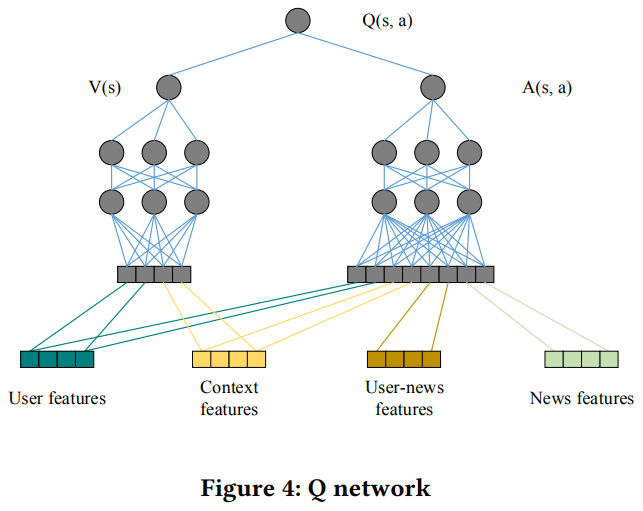 Q(s, a)
V(s)
A(s, a)
User features
Context
features
User-news
features
News features
Figure 4: Q network